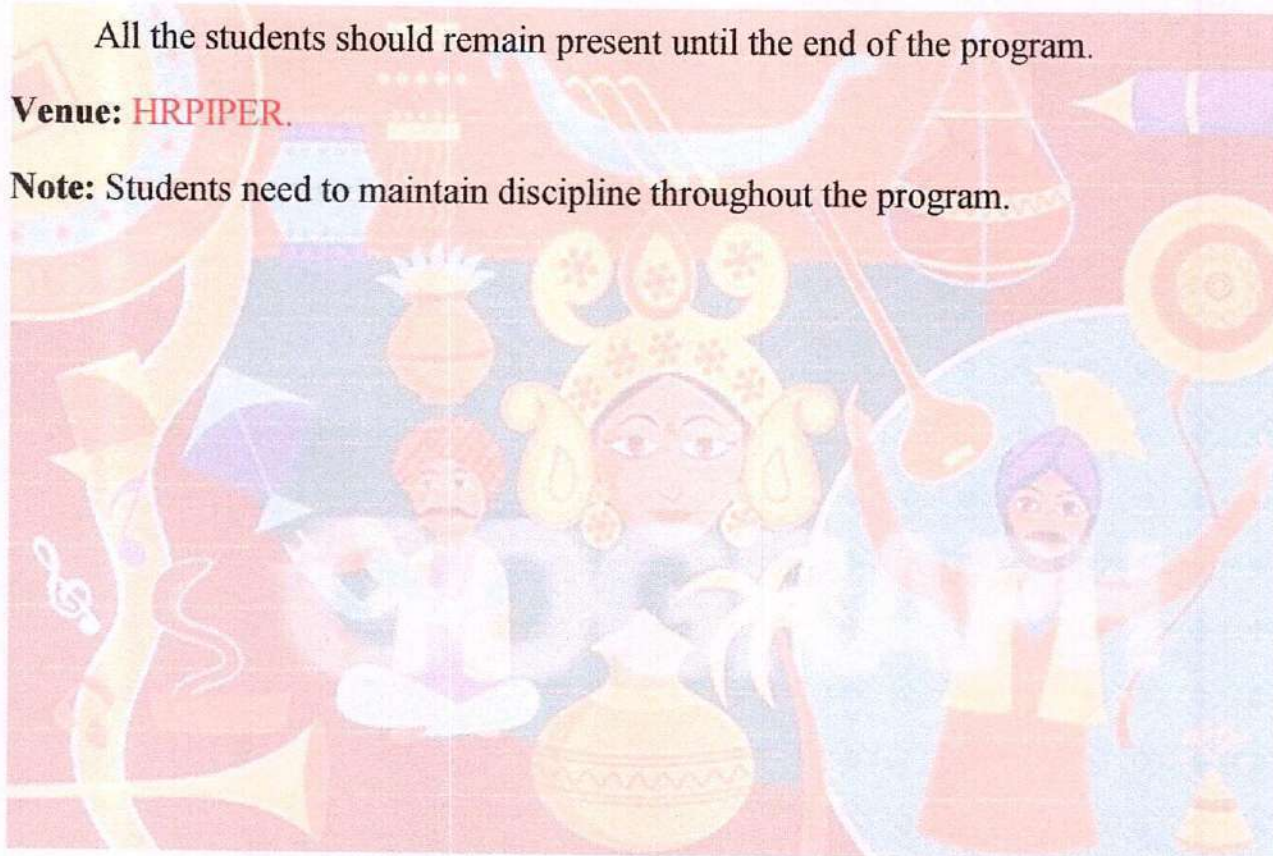 All the students should remain present until the end of the program.
Venue: HRPIPER.
Note: Students need to maintain discipline throughout the program.